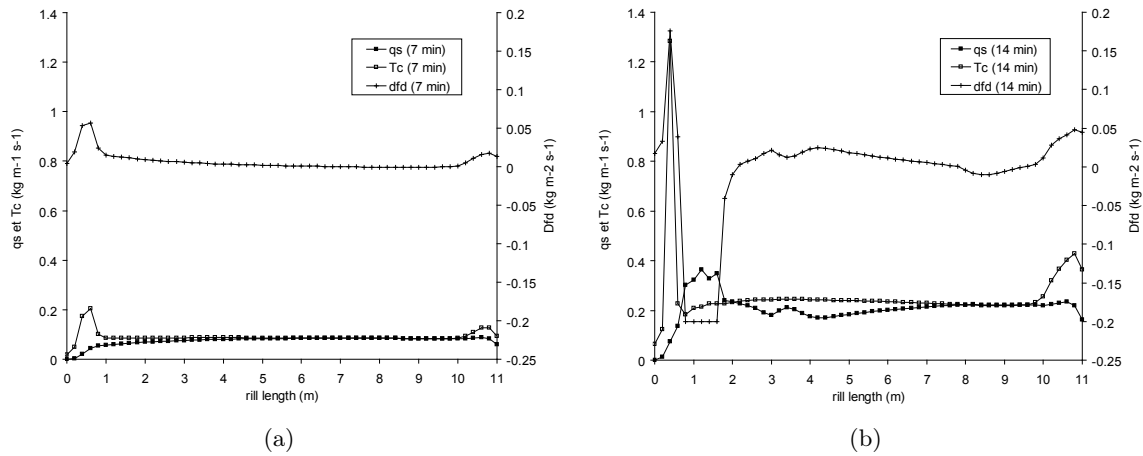 1.4
1.2
1
0.8
0.6
0.4
0.2
0
qs et Tc (kg m-1 s-1)
0.2
0.15
0.1
0.05
0
-0.05
-0.1
-0.15
-0.2
-0.25
Dfd (kg m-2 s-1)
qs (7 min)
Tc (7 min)
dfd (7 min)
0 1 2 3 4 5 6 7 8 9 10 11
rill length (m)
(a)
1.4
1.2
1
0.8
0.6
0.4
0.2
0
qs et Tc (kg m-1 s-1)
0.2
0.15
0.1
0.05
0
-0.05
-0.1
-0.15
-0.2
-0.25
Dfd (kg m-2 s-1)
qs (14 min)
Tc (14 min)
dfd (14 min)
0 1 2 3 4 5 6 7 8 9 10 11
rill length (m)
(b)